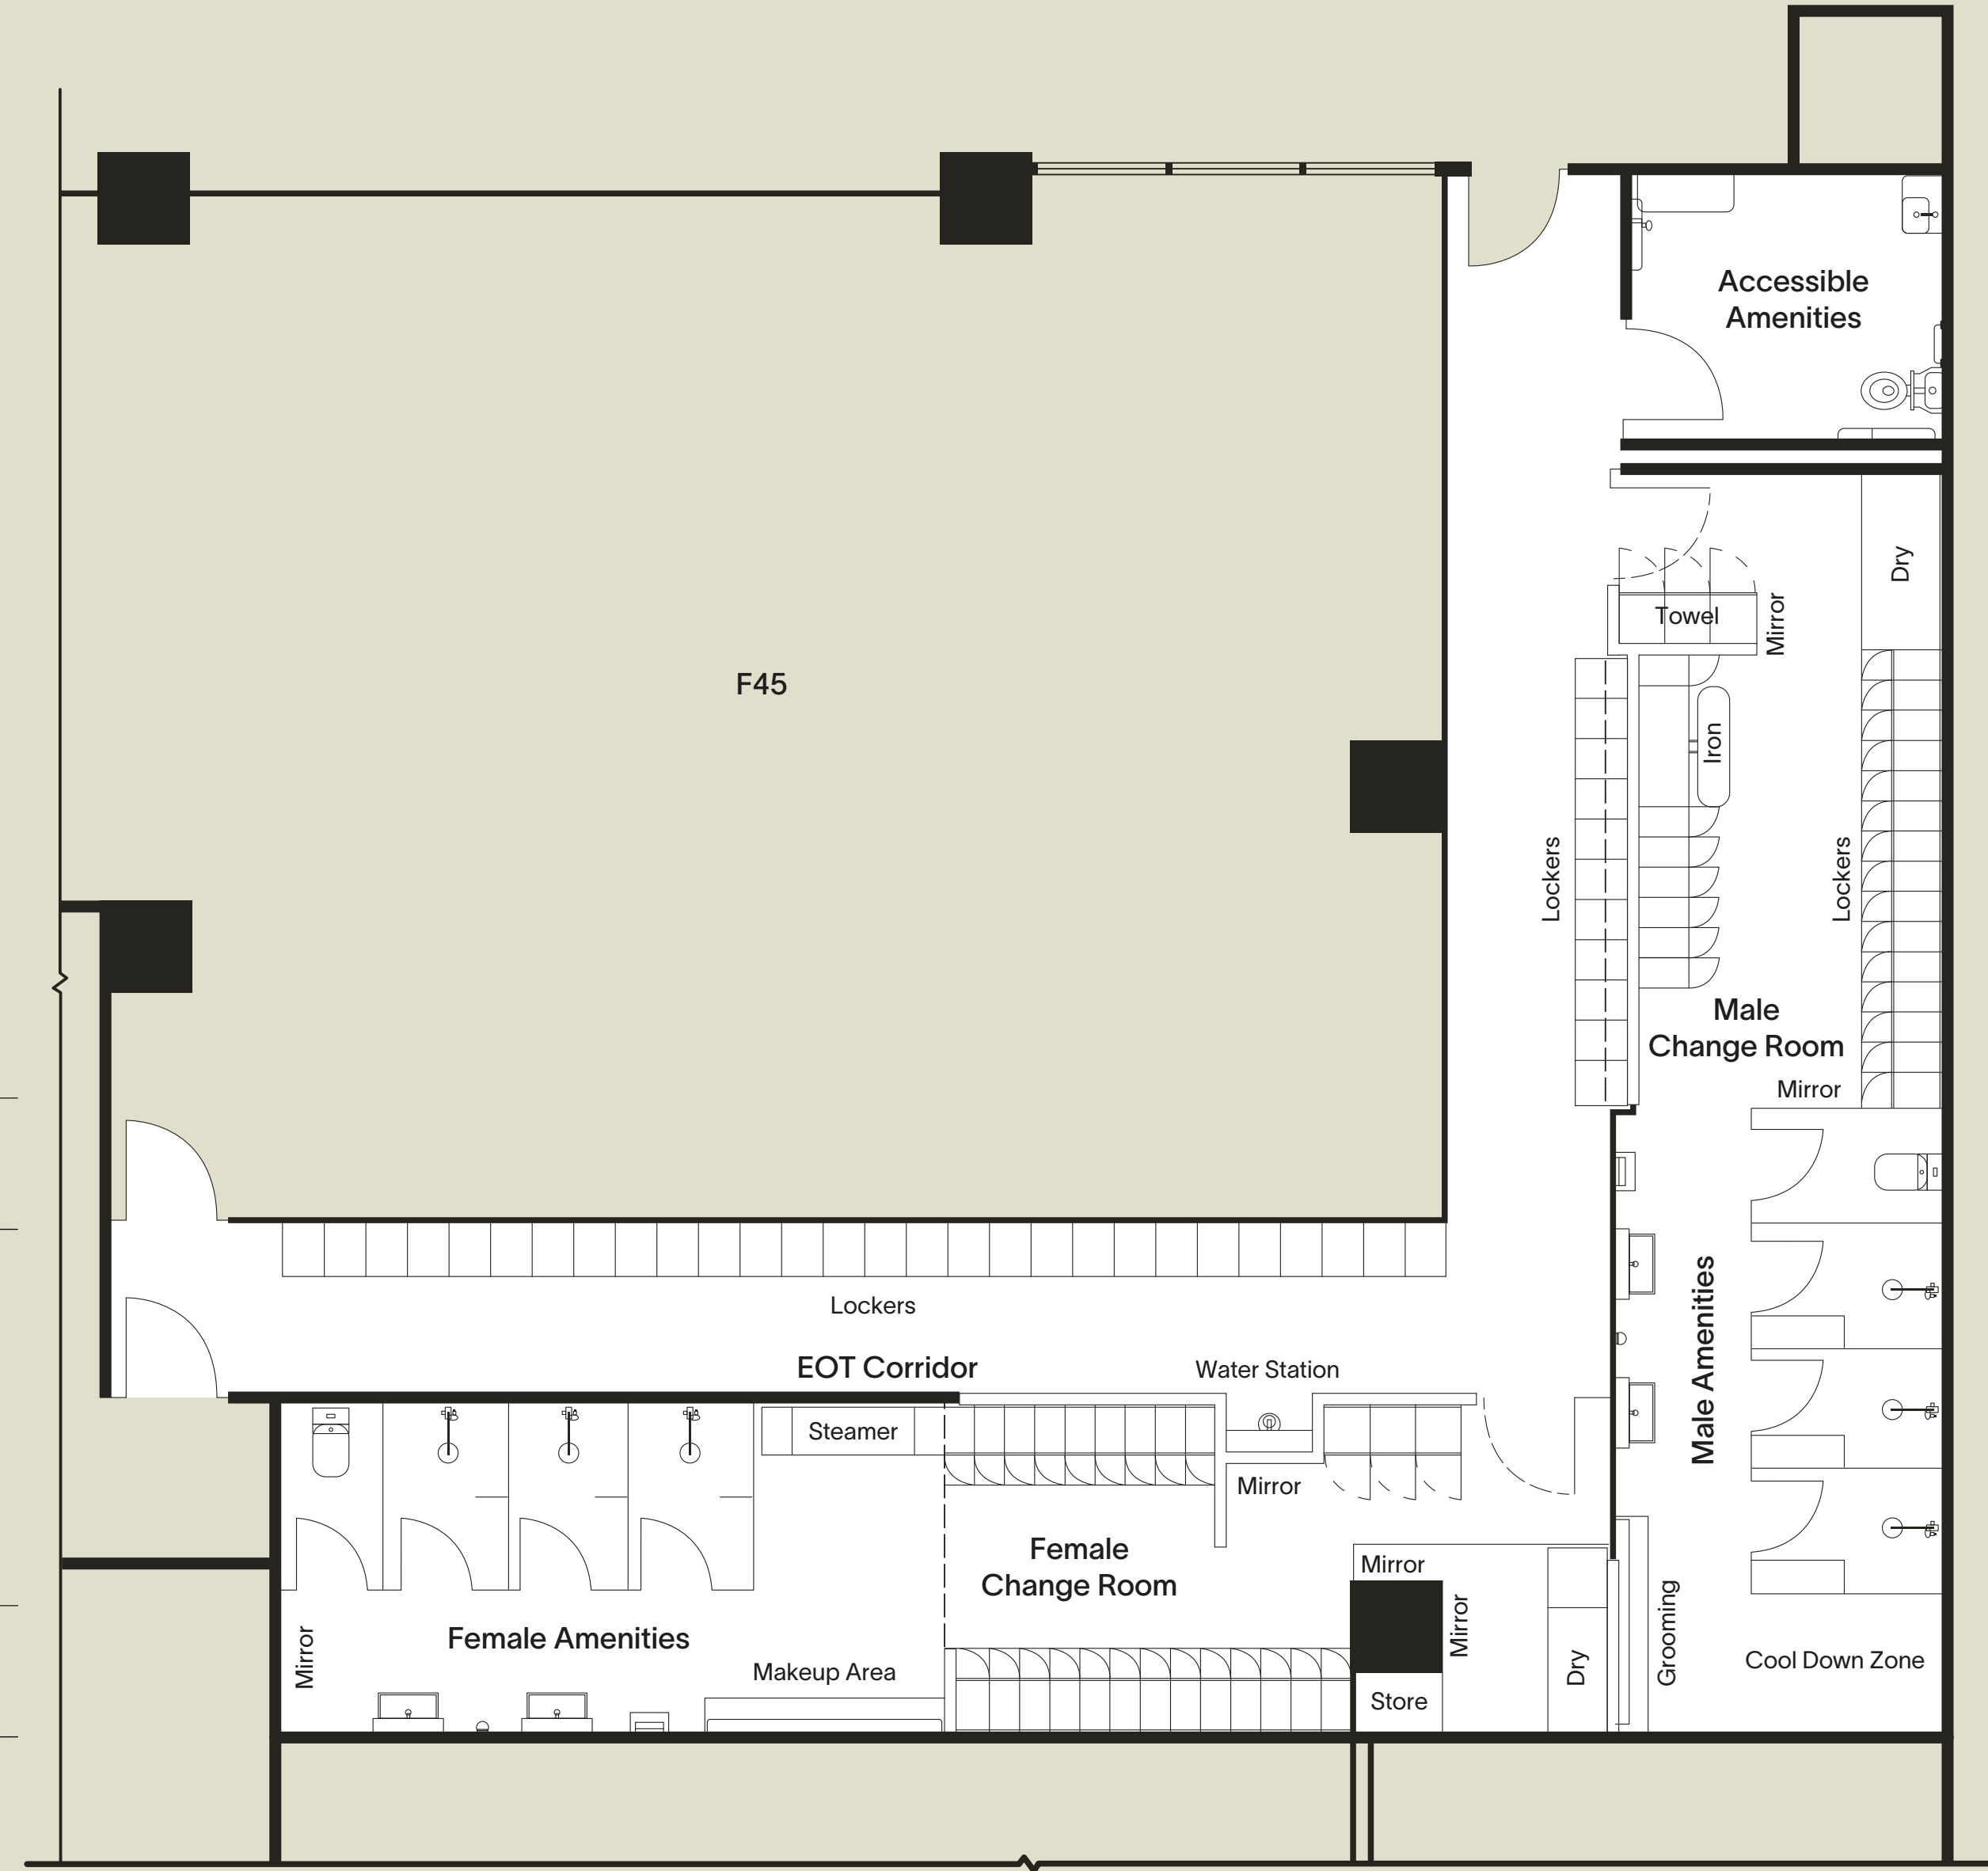 Accessible
Amenities
Dry
Towel
Mirror
F45
Iron
Lockers
Lockers
Male
Change Room
Mirror
Lockers
EOT Corridor
Water Station
Male Amenities
Steamer
Mirror
Female
Change Room
Mirror
Mirror
Grooming
Female Amenities
Mirror
Makeup Area
Dry
Cool Down Zone
Store